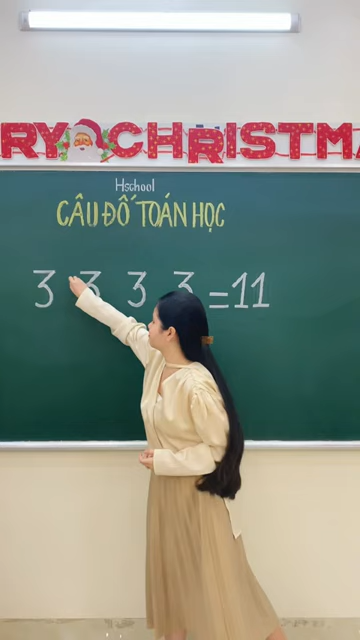 RY CHRISTMA
Hschool
CÂU ĐỐ TOÁN HỌC
3 3 3 3 = 11